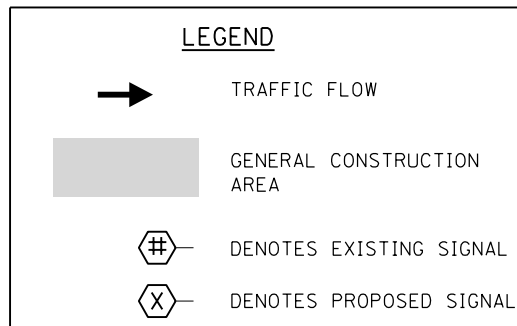 LEGEND
TRAFFIC FLOW
GENERAL CONSTRUCTION
AREA
# DENOTES EXISTING SIGNAL
X DENOTES PROPOSED SIGNAL